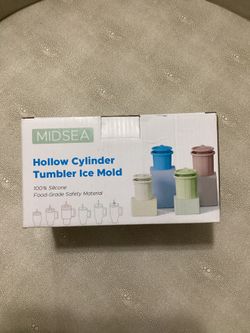 MIDSEA
Hollow Cylinder
Tumbler Ice Mold
100% Silicone
Food-Grade Safety Material